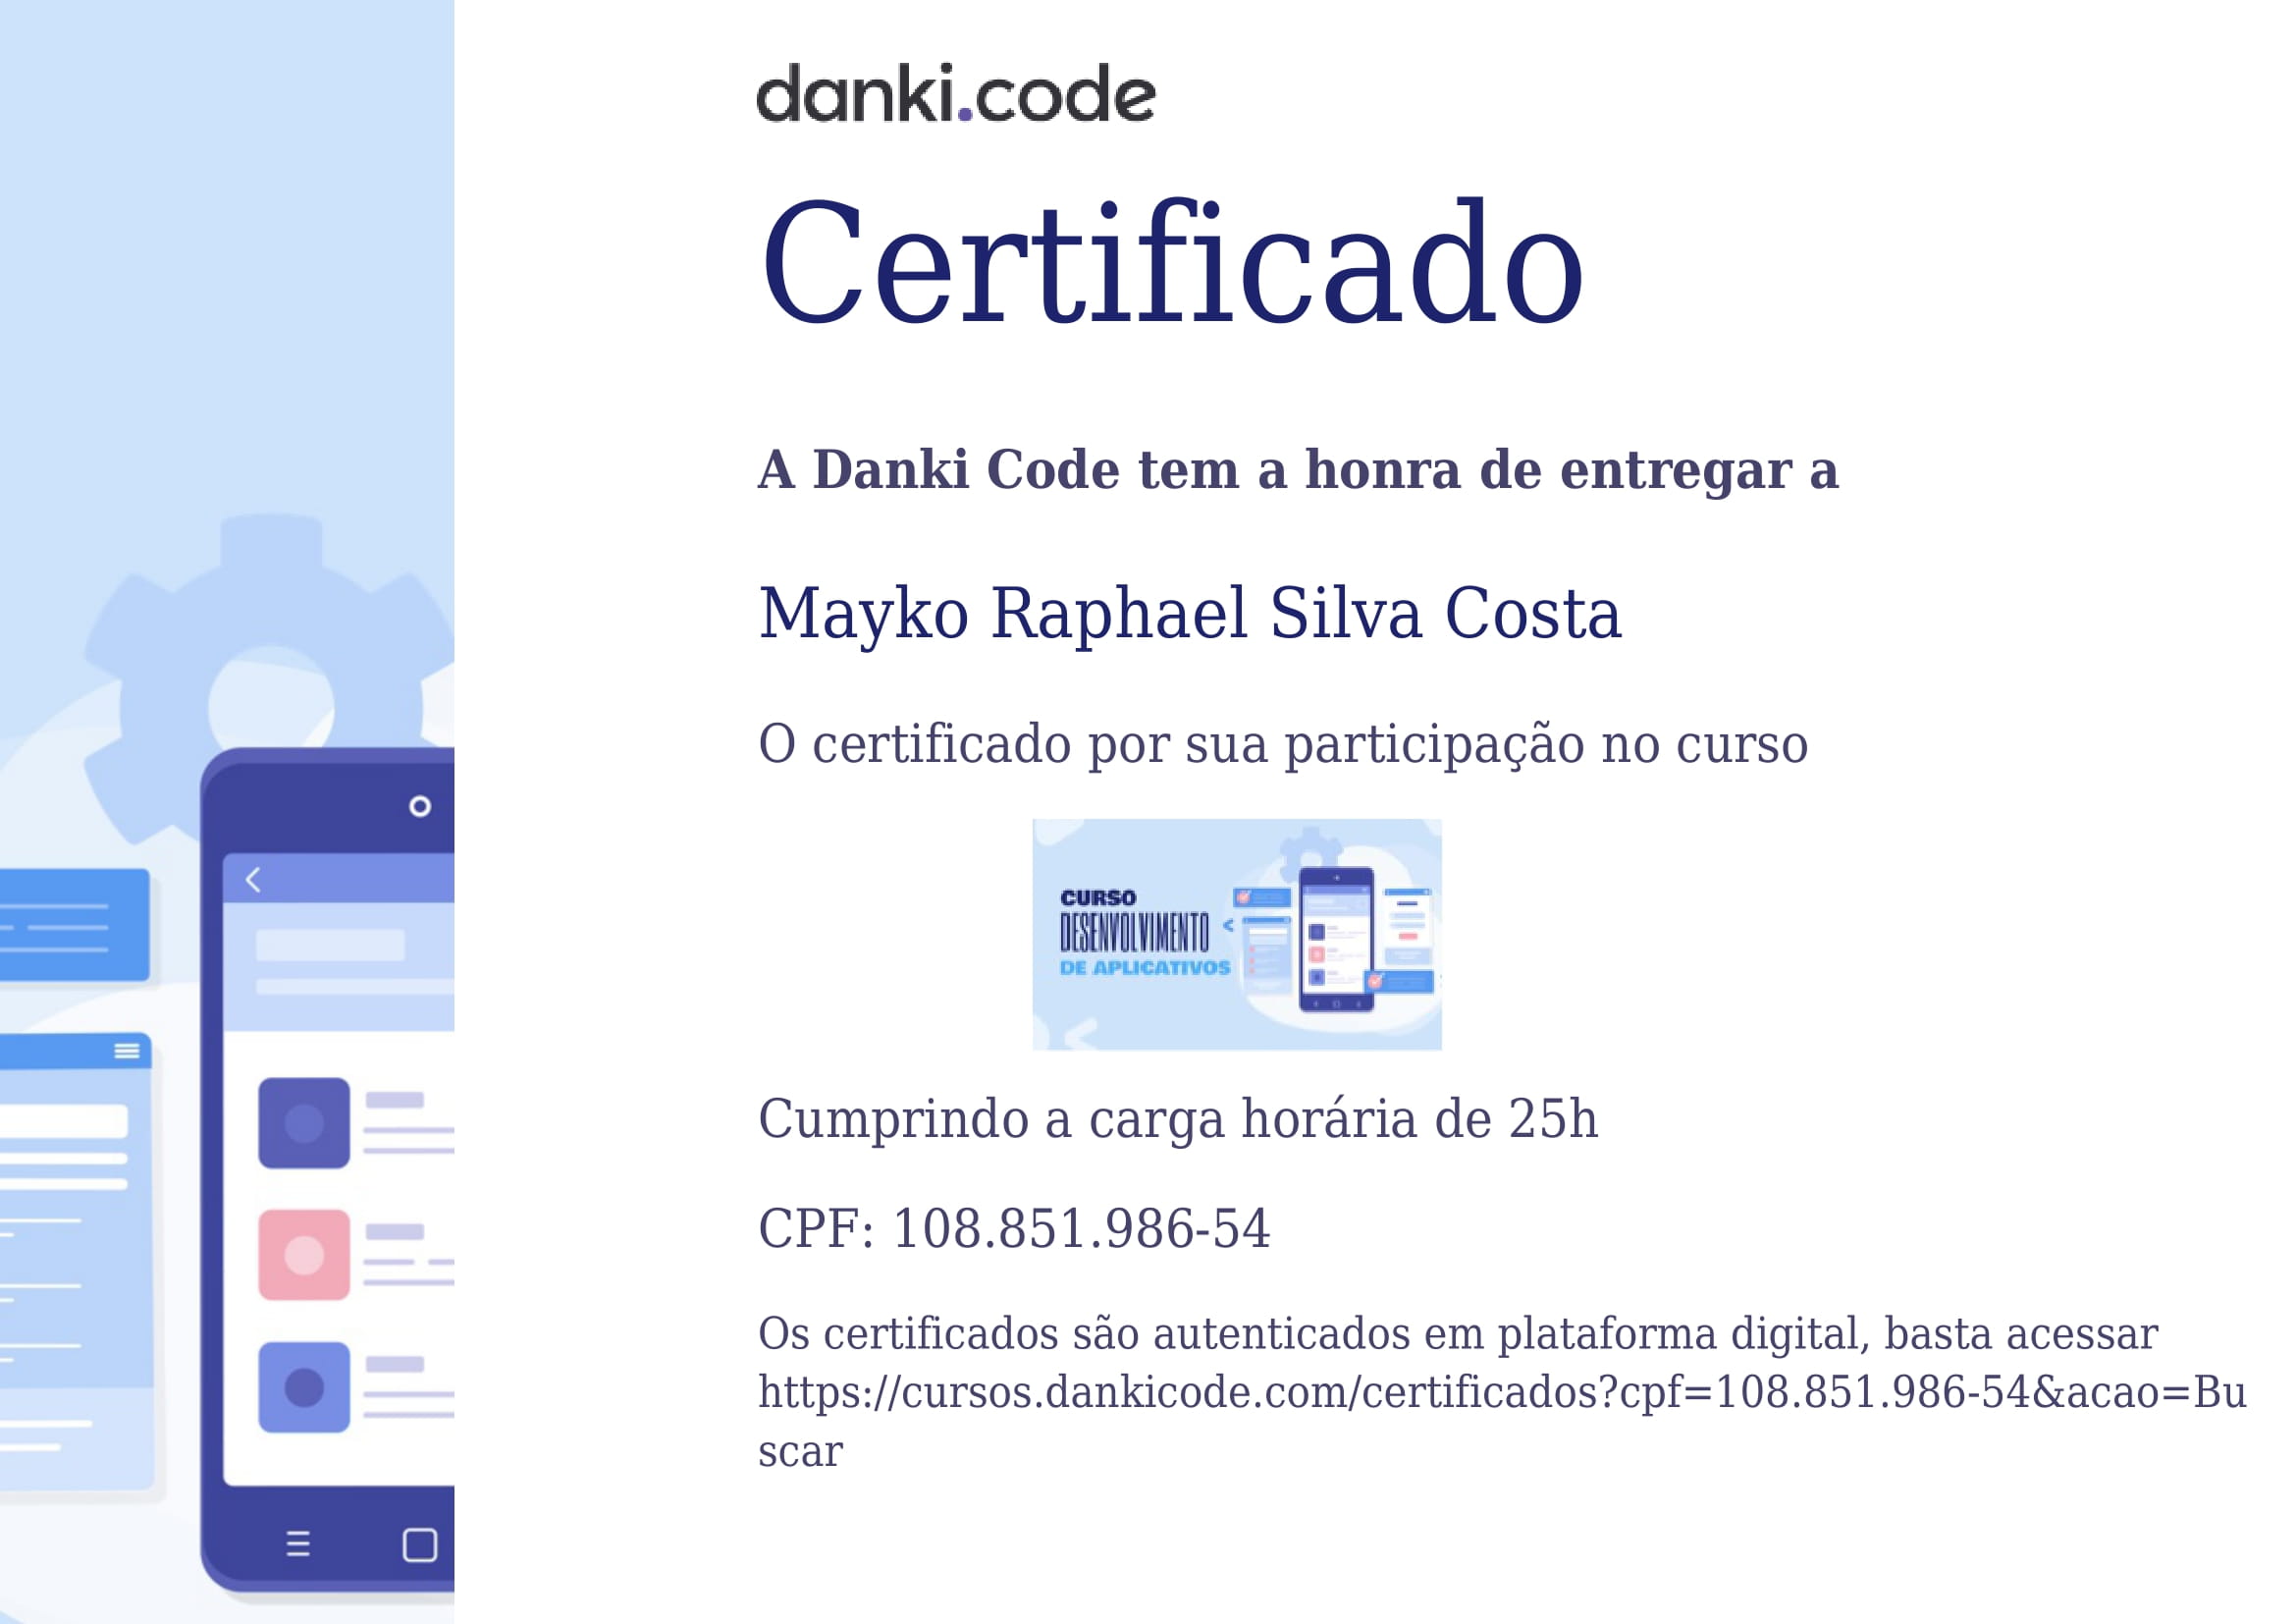 danki.code
Certificado
A Danki Code tem a honra de entregar a
Mayko Raphael Silva Costa
O certificado por sua participação no curso
CURSO
DESENVOLVIMENTO
DE APLICATIVOS
Cumprindo a carga horária de 25h
CPF: 108.851.986-54
Os certificados são autenticados em plataforma digital, basta acessar
https://cursos.dankicode.com/certificados?cpf=108.851.986-54&acao=Bu
scar